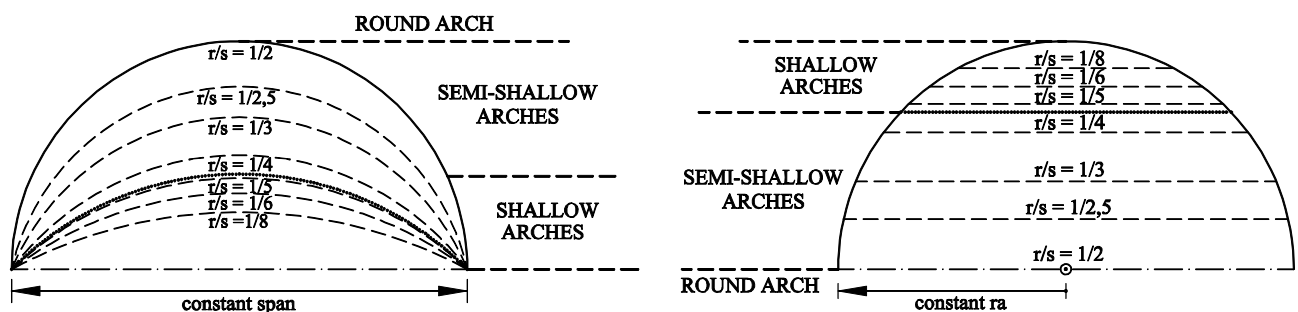 ROUND ARCH
r/s = 1/2
r/s = 1/2,5
r/s = 1/3
r/s = 1/4
r/s = 1/5
r/s = 1/6
r/s =1/8
SEMI-SHALLOW
ARCHES
SHALLOW
ARCHES
constant span
SHALLOW
ARCHES
SEMI-SHALLOW
ARCHES
ROUND ARCH
r/s = 1/8
r/s = 1/6
r/s = 1/5
r/s = 1/4
r/s = 1/3
r/s = 1/2,5
r/s = 1/2
constant ra